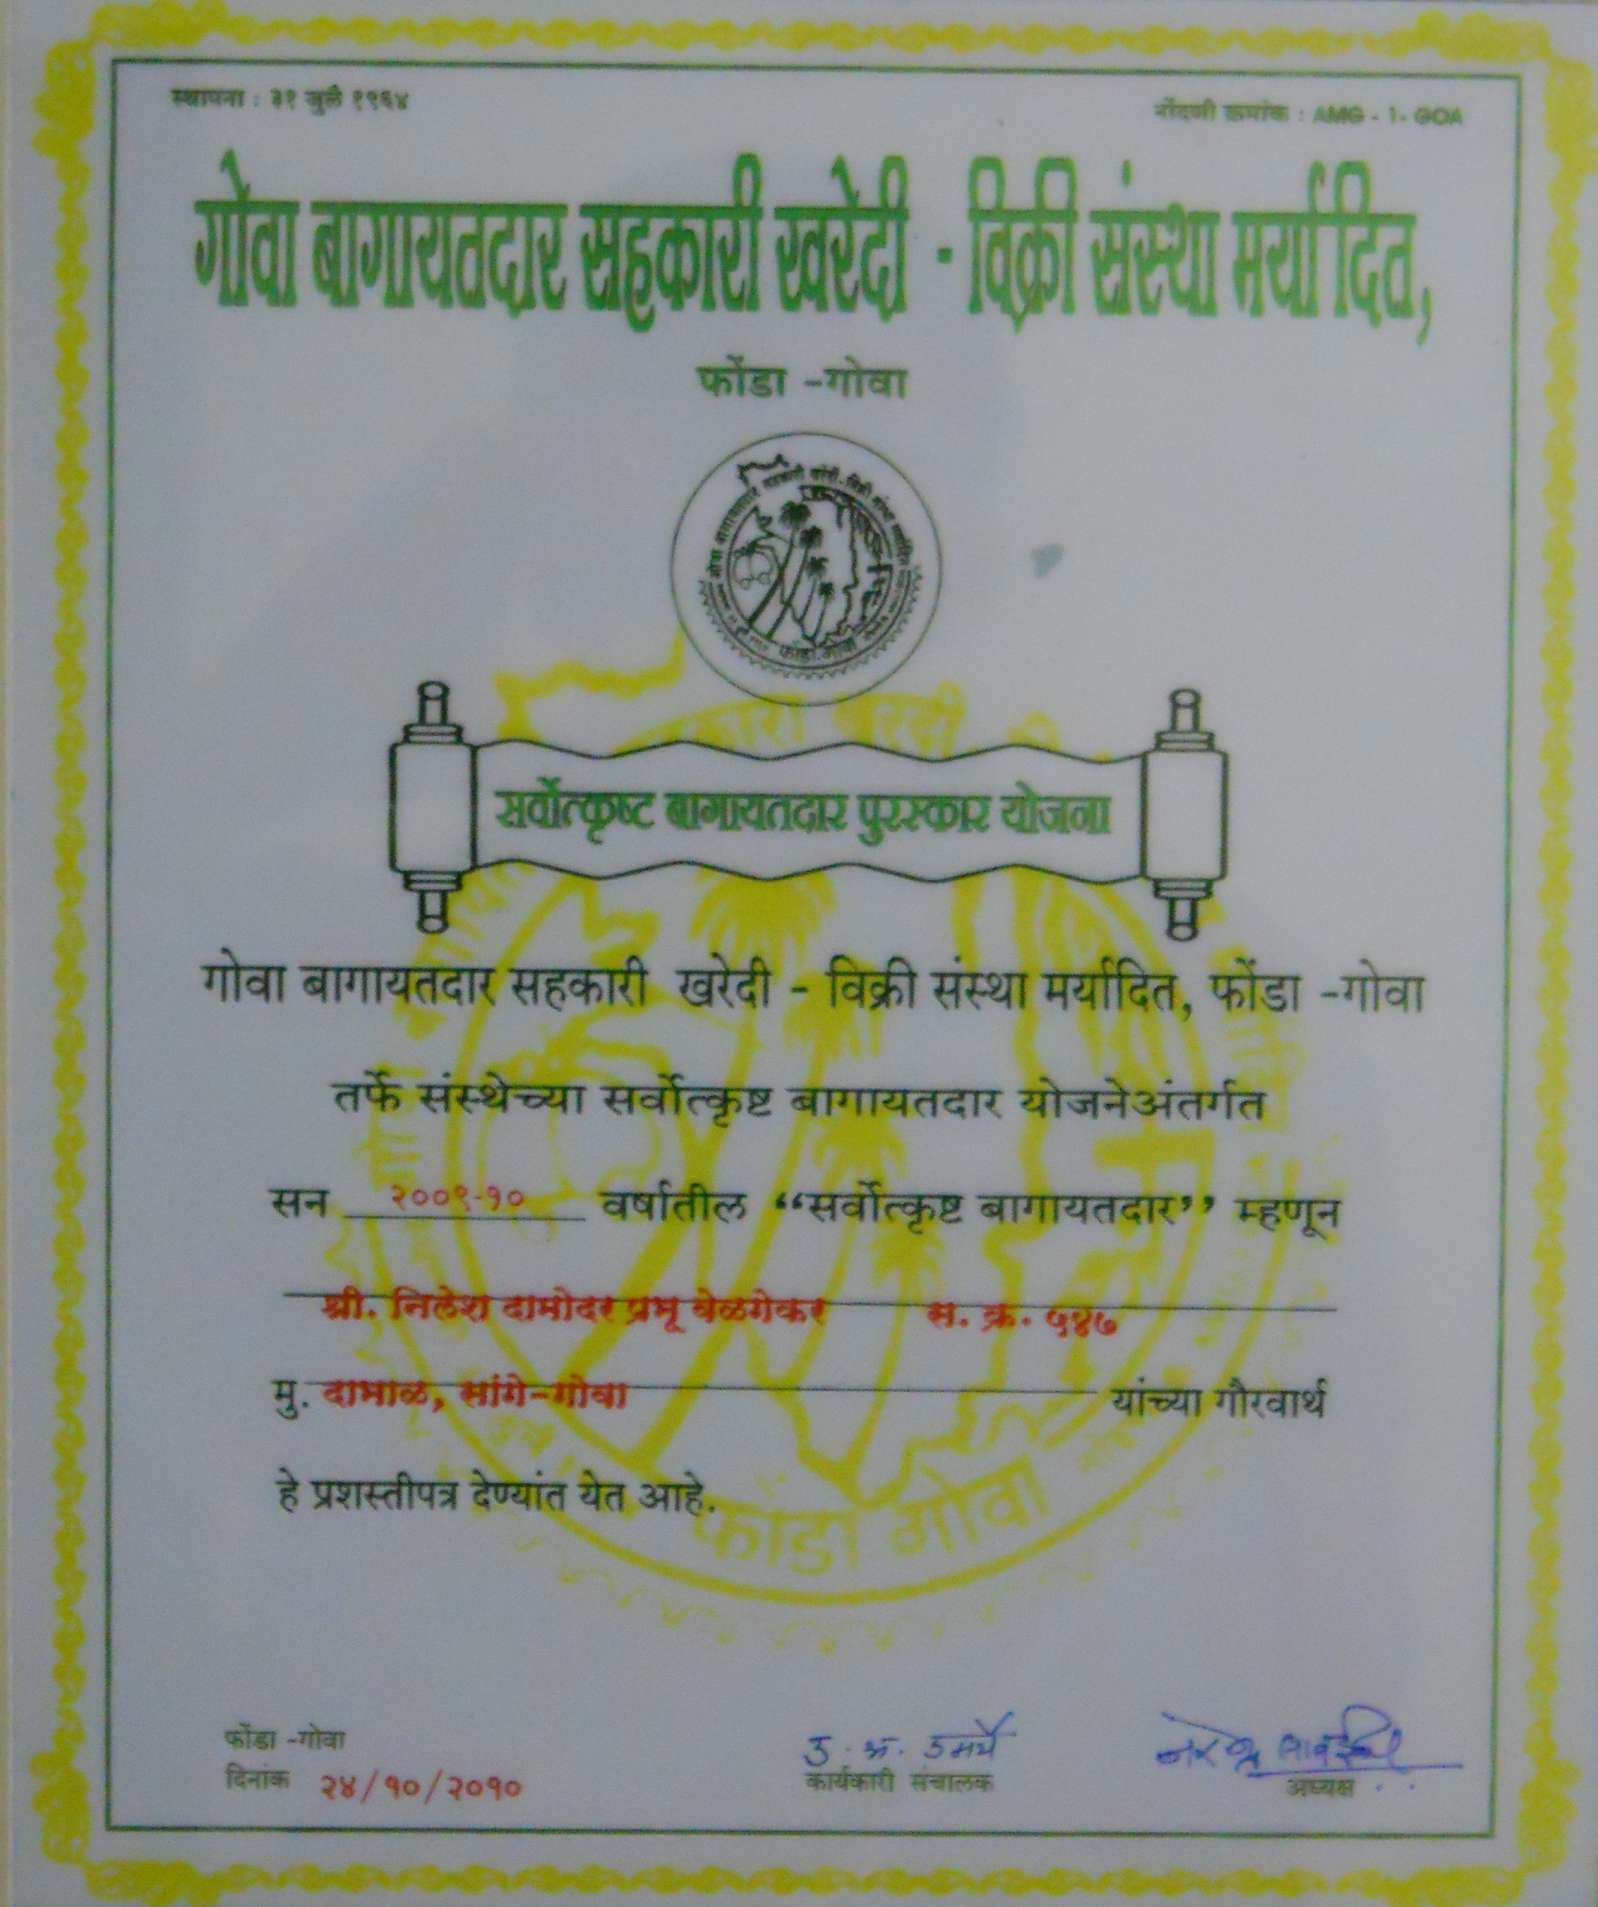 स्थापना : ३१ जुलै १९६४
नोंदणी क्रमांक : AMG - 1- GOA
गोवा बागायतदार सहकारी खरेदी - विक्री संस्था मर्यादित,
फोंडा -गोवा
फोंडा-गोवा
सर्वोत्कृष्ट बागायतदार पुरस्कार योजना
गोवा बागायतदार सहकारी खरेदी - विक्री संस्था मर्यादित, फोंडा -गोवा
तर्फे संस्थेच्या सर्वोत्कृष्ट बागायतदार योजनेअंतर्गत
सन २००९-१० वर्षातील “सर्वोत्कृष्ट बागायतदार” म्हणून
श्री. निलेश दामोदर प्रभू वेळगेकर स. क्र. ५४७
मु. दाभाळ, सांगे-गोवा यांच्या गौरवार्थ
हे प्रशस्तीपत्र देण्यांत येत आहे.
फोंडा गोवा
फोंडा -गोवा
दिनांक २४/१०/२०१०
कार्यकारी संचालक
नरेंद्र सावईकर
अध्यक्ष